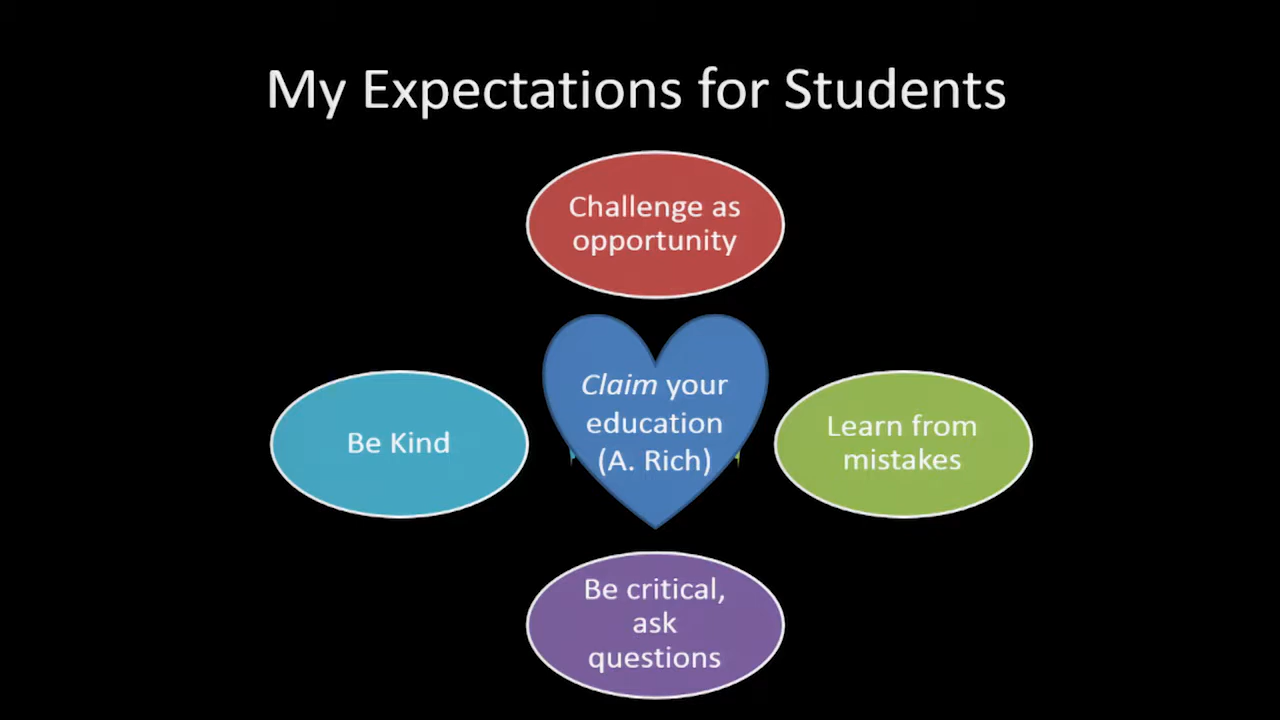 My Expectations for Students
Challenge as
opportunity
Claim your
education
(A. Rich)
Be Kind
Learn from
mistakes
Be critical,
ask
questions